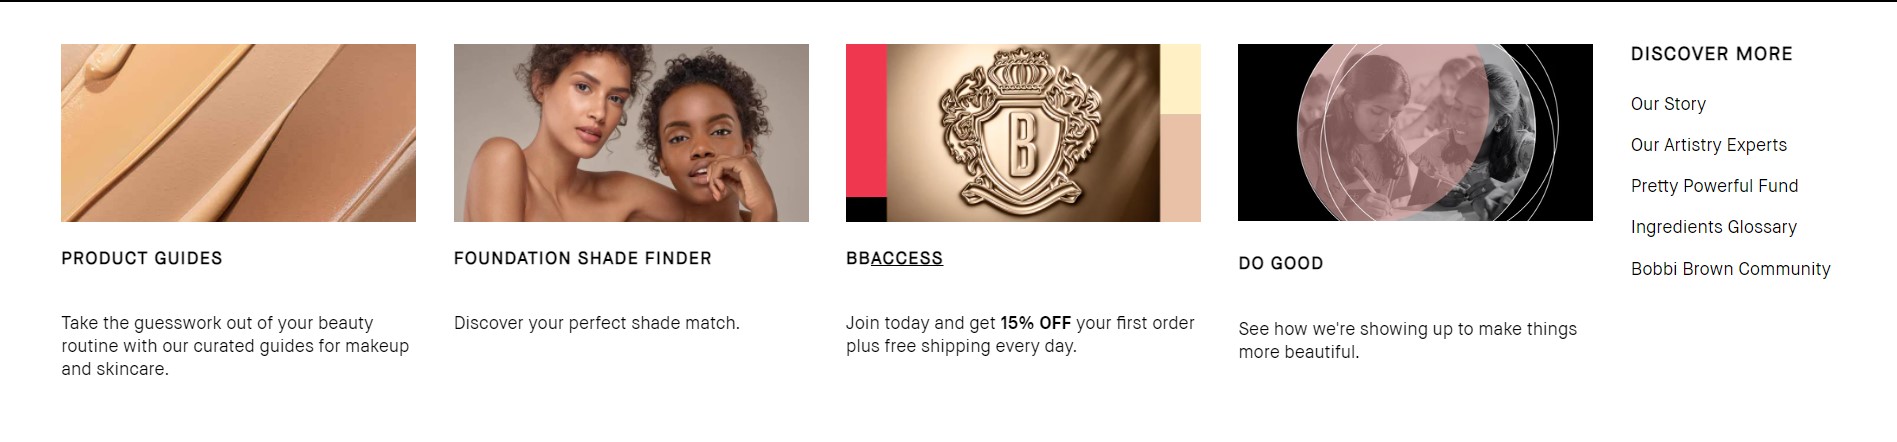 PRODUCT GUIDES
Take the guesswork out of your beauty
routine with our curated guides for makeup
and skincare.
FOUNDATION SHADE FINDER
Discover your perfect shade match.
B
BBACCESS
Join today and get 15% OFF your first order
plus free shipping every day.
DO GOOD
See how we're showing up to make things
more beautiful.
DISCOVER MORE
Our Story
Our Artistry Experts
Pretty Powerful Fund
Ingredients Glossary
Bobbi Brown Community